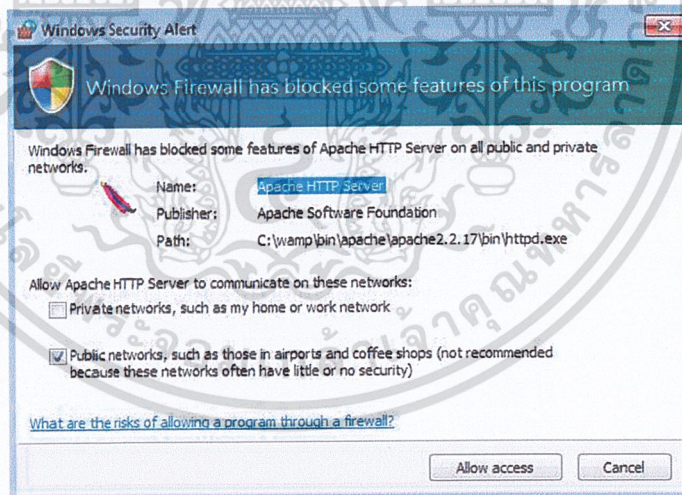 Windows Security Alert
Windows Firewall has blocked some features of this program
Windows Firewall has blocked some features of Apache HTTP Server on all public and private
networks.
Name: Apache HTTP Server
Publisher: Apache Software Foundation
Path: C:\wamp\bin\apache\apache2.2.17\bin\httpd.exe
Allow Apache HTTP Server to communicate on these networks:
Private networks, such as my home or work network
Public networks, such as those in airports and coffee shops (not recommended
because these networks often have little or no security)
What are the risks of allowing a program through a firewall?
Allow access Cancel